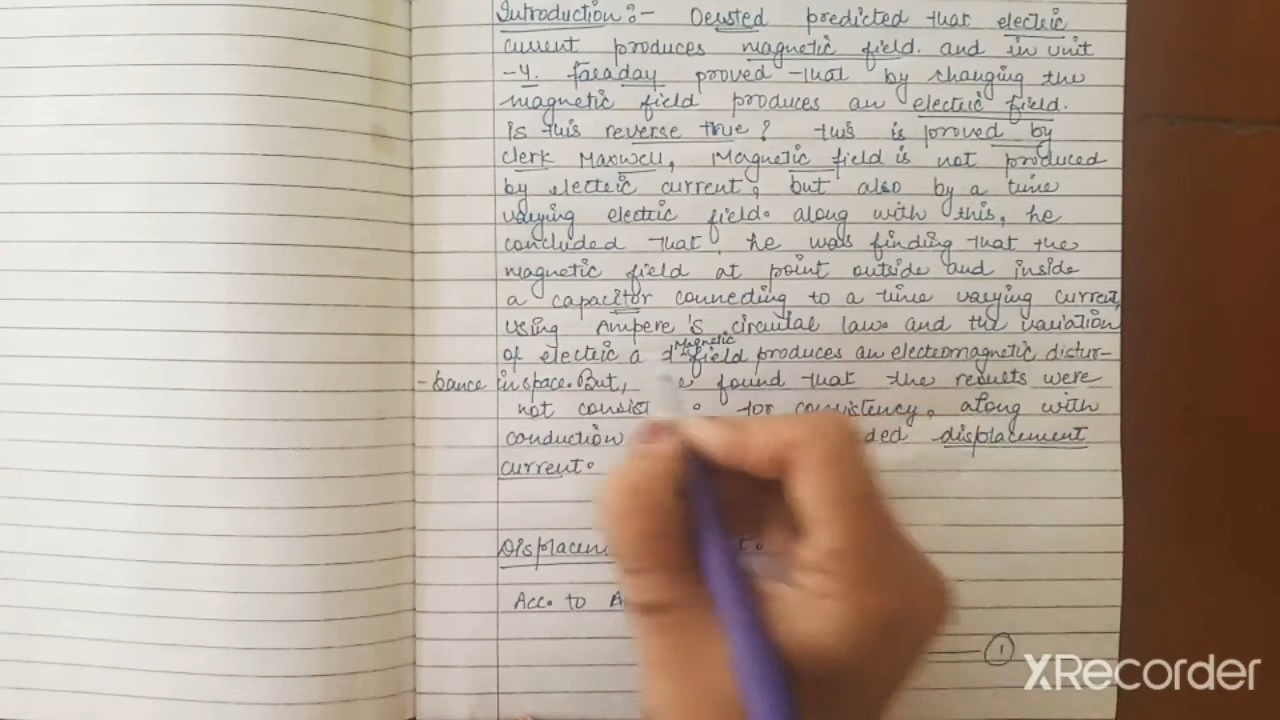 Introduction :- Oersted predicted that electric
current produces magnetic field. and in unit
-4. Faraday proved that by changing the
magnetic field produces an electric field.
Is this reverse true? this is proved by
Clerk Maxwell, Magnetic field is not produced
by electric current, but also by a time
varying electric field. along with this, he
concluded that, he was finding that the
magnetic field at point outside and inside
a capacitor connecting to a time varying current,
using Ampere's circuital law. and the variation
Magnetic
of electric a d field produces an electromagnetic distur-
-bance in space. But, found that the results were
not consist for consistency, along with
conduction ded displacement
current.
Displacem t.
Acc. to A
1
XRecorder